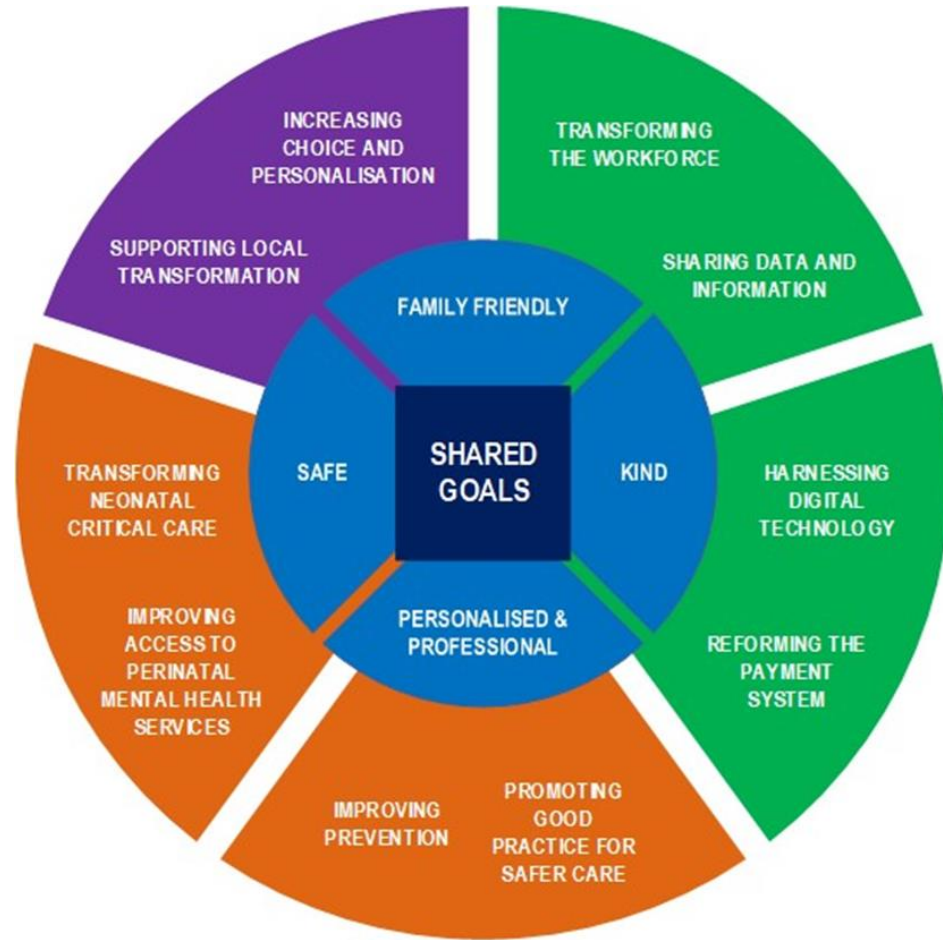 INCREASING
CHOICE AND
PERSONALISATION
SUPPORTING LOCAL
TRANSFORMATION
TRANSFORMING
THE WORKFORCE
SHARING DATA AND
INFORMATION
HARNESSING
DIGITAL
TECHNOLOGY
REFORMING THE
PAYMENT
SYSTEM
PROMOTING
GOOD
PRACTICE FOR
SAFER CARE
IMPROVING
PREVENTION
IMPROVING
ACCESS TO
PERINATAL
MENTAL HEALTH
SERVICES
TRANSFORMING
NEONATAL
CRITICAL CARE
FAMILY FRIENDLY
KIND
PERSONALISED &
PROFESSIONAL
SAFE
SHARED
GOALS